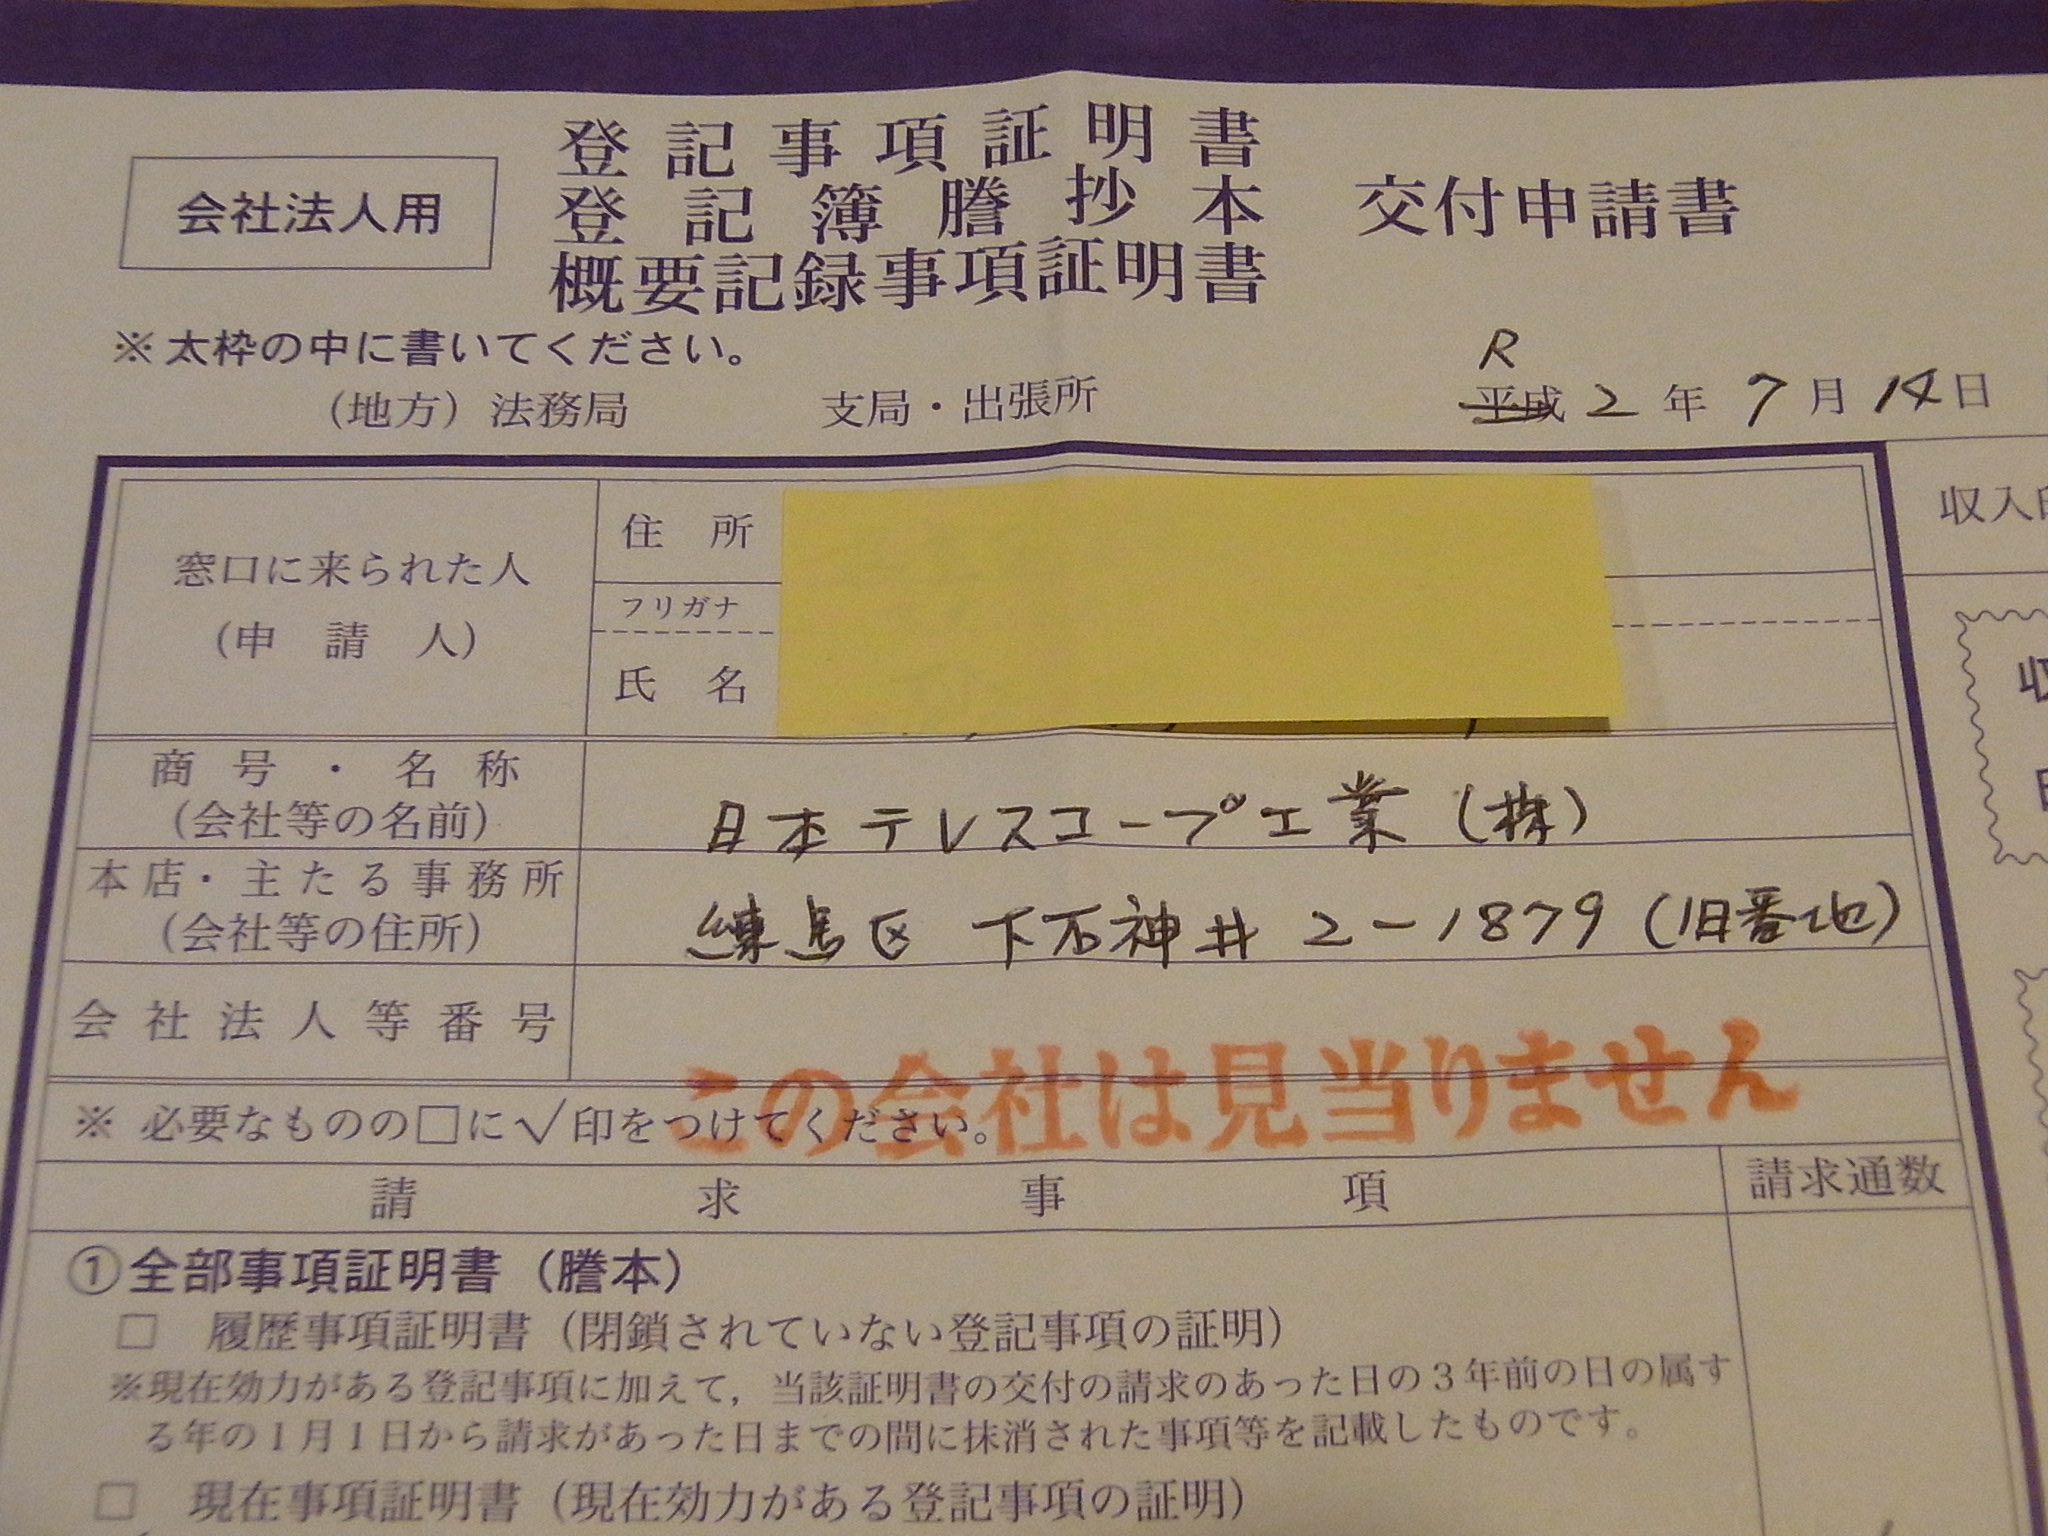 会社法人用
登記事項証明書
登記簿謄抄本 交付申請書
概要記録事項証明書
※太枠の中に書いてください。
R
(地方)法務局 支局・出張所 平成 2 年 7 月 14 日
収入印
窓口に来られた人
(申請人)
住所
フリガナ
氏名
収
商号・名称
(会社等の名前)
日本テレスコープ工業(株)
本店・主たる事務所
(会社等の住所)
練馬区 下石神井 2-1879 (旧番地)
会社法人等番号
この会社は見当りません
※ 必要なものの□に✓印をつけてください。
請求事項 請求通数
①全部事項証明書(謄本)
□ 履歴事項証明書(閉鎖されていない登記事項の証明)
※現在効力がある登記事項に加えて,当該証明書の交付の請求のあった日の3年前の日の属す
る年の1月1日から請求があった日までの間に抹消された事項等を記載したものです。
□ 現在事項証明書(現在効力がある登記事項の証明)